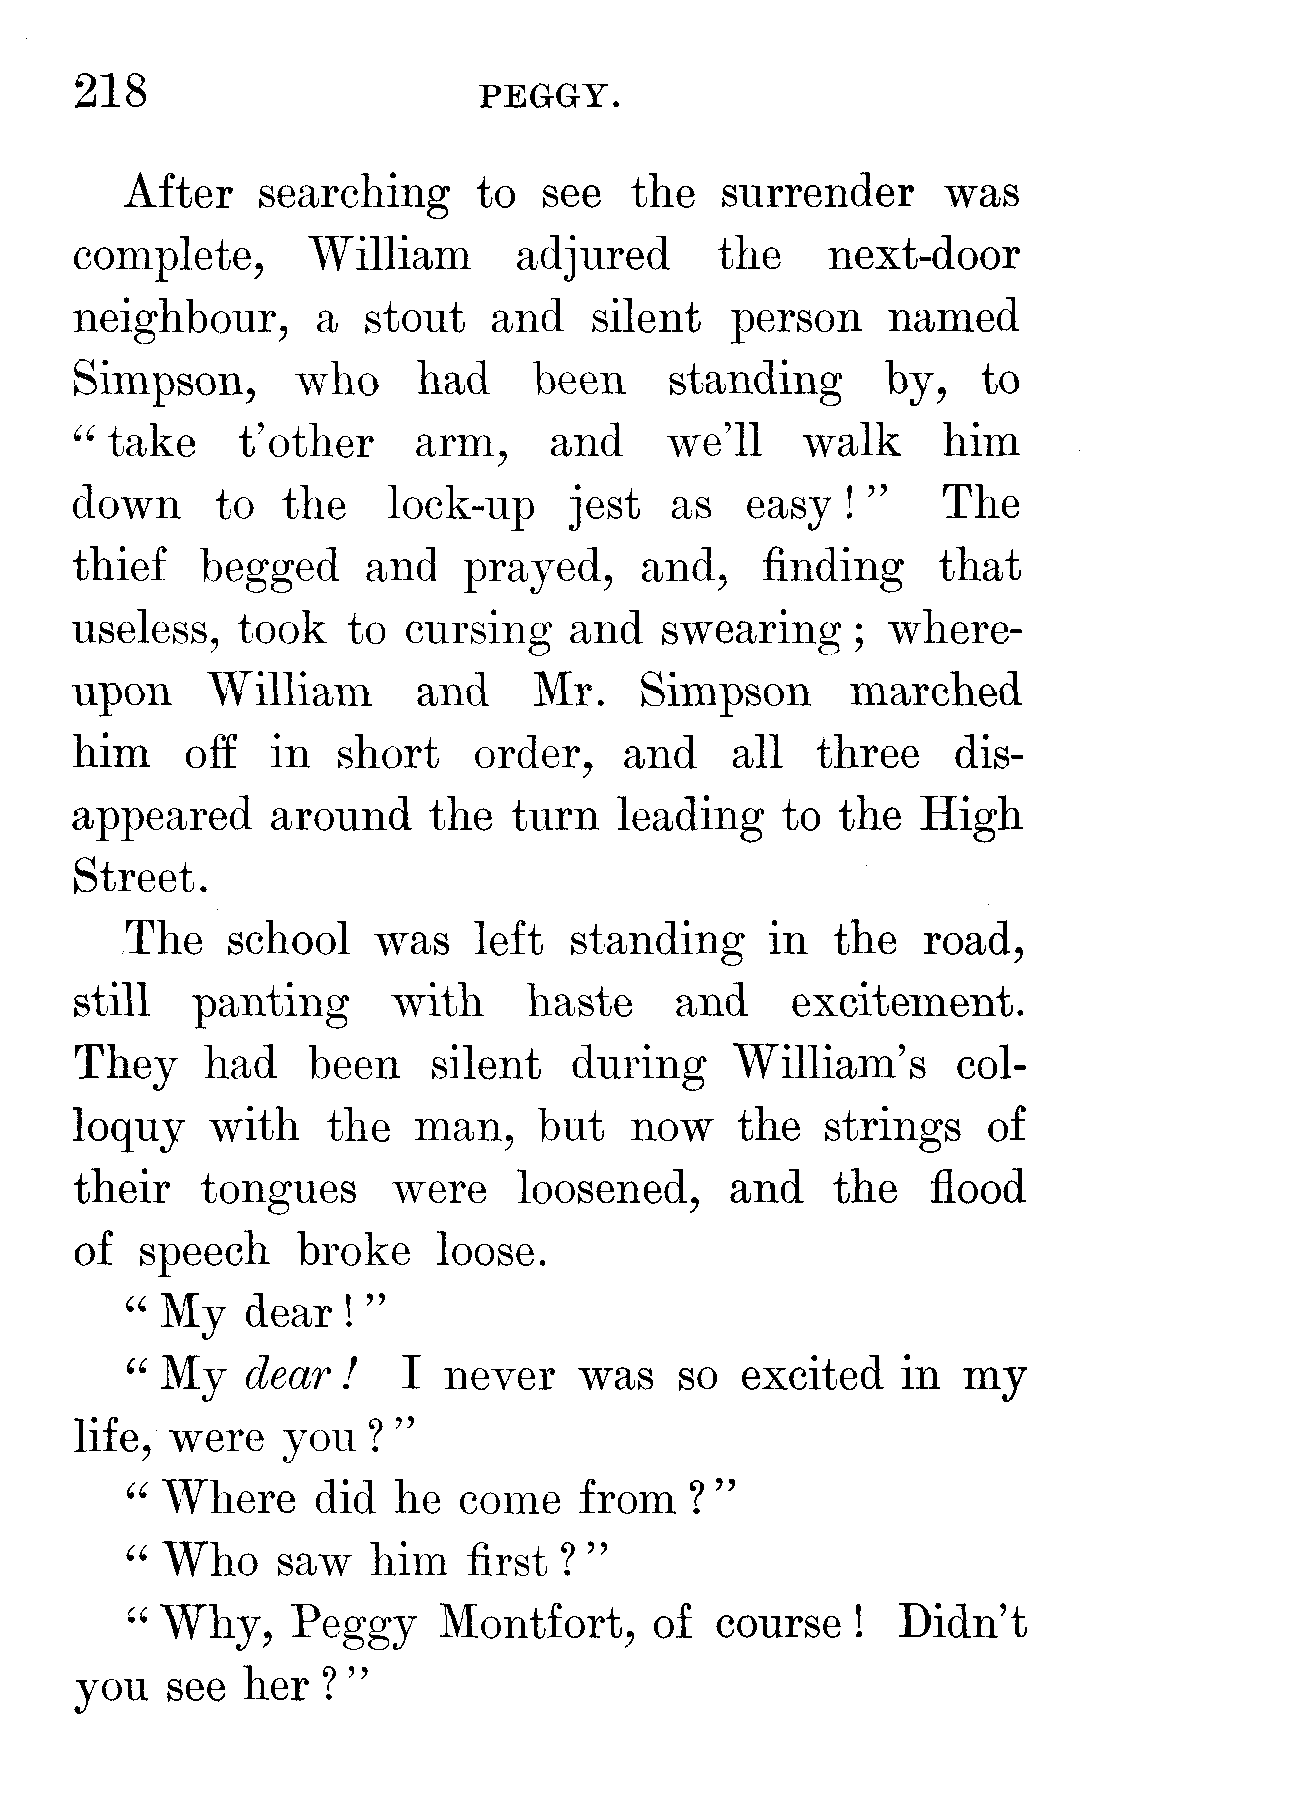 218 PEGGY.
After searching to see the surrender was
complete, William adjured the next-door
neighbour, a stout and silent person named
Simpson, who had been standing by, to
“ take t’other arm, and we’ll walk him
down to the lock-up jest as easy ! ” The
thief begged and prayed, and, finding that
useless, took to cursing and swearing ; where-
upon William and Mr. Simpson marched
him off in short order, and all three dis-
appeared around the turn leading to the High
Street.
The school was left standing in the road,
still panting with haste and excitement.
They had been silent during William’s col-
loquy with the man, but now the strings of
their tongues were loosened, and the flood
of speech broke loose.
“ My dear ! ”
“ My dear ! I never was so excited in my
life, were you ? ”
“ Where did he come from ? ”
“ Who saw him first ? ”
“ Why, Peggy Montfort, of course ! Didn’t
you see her ? ”